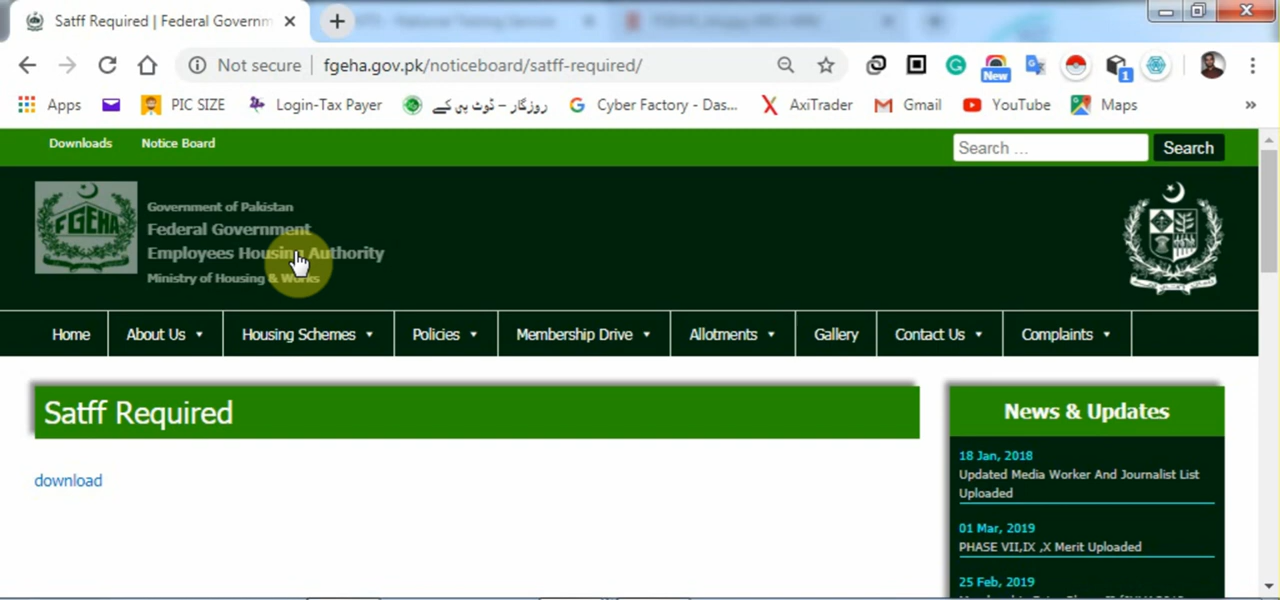 Satff Required | Federal Governm
Not secure | fgeha.gov.pk/noticeboard/satff-required/
New
1
Apps
PIC SIZE
Login-Tax Payer
روزگار – ٹوٹ بی کے
Cyber Factory - Das...
AxiTrader
Gmail
YouTube
Maps
Downloads
Notice Board
Search ...
Search
FGEHA
Government of Pakistan
Federal Government
Employees Housing Authority
Ministry of Housing & Works
Home
About Us
Housing Schemes
Policies
Membership Drive
Allotments
Gallery
Contact Us
Complaints
Satff Required
download
News & Updates
18 Jan, 2018
Updated Media Worker And Journalist List
Uploaded
01 Mar, 2019
PHASE VII,IX ,X Merit Uploaded
25 Feb, 2019